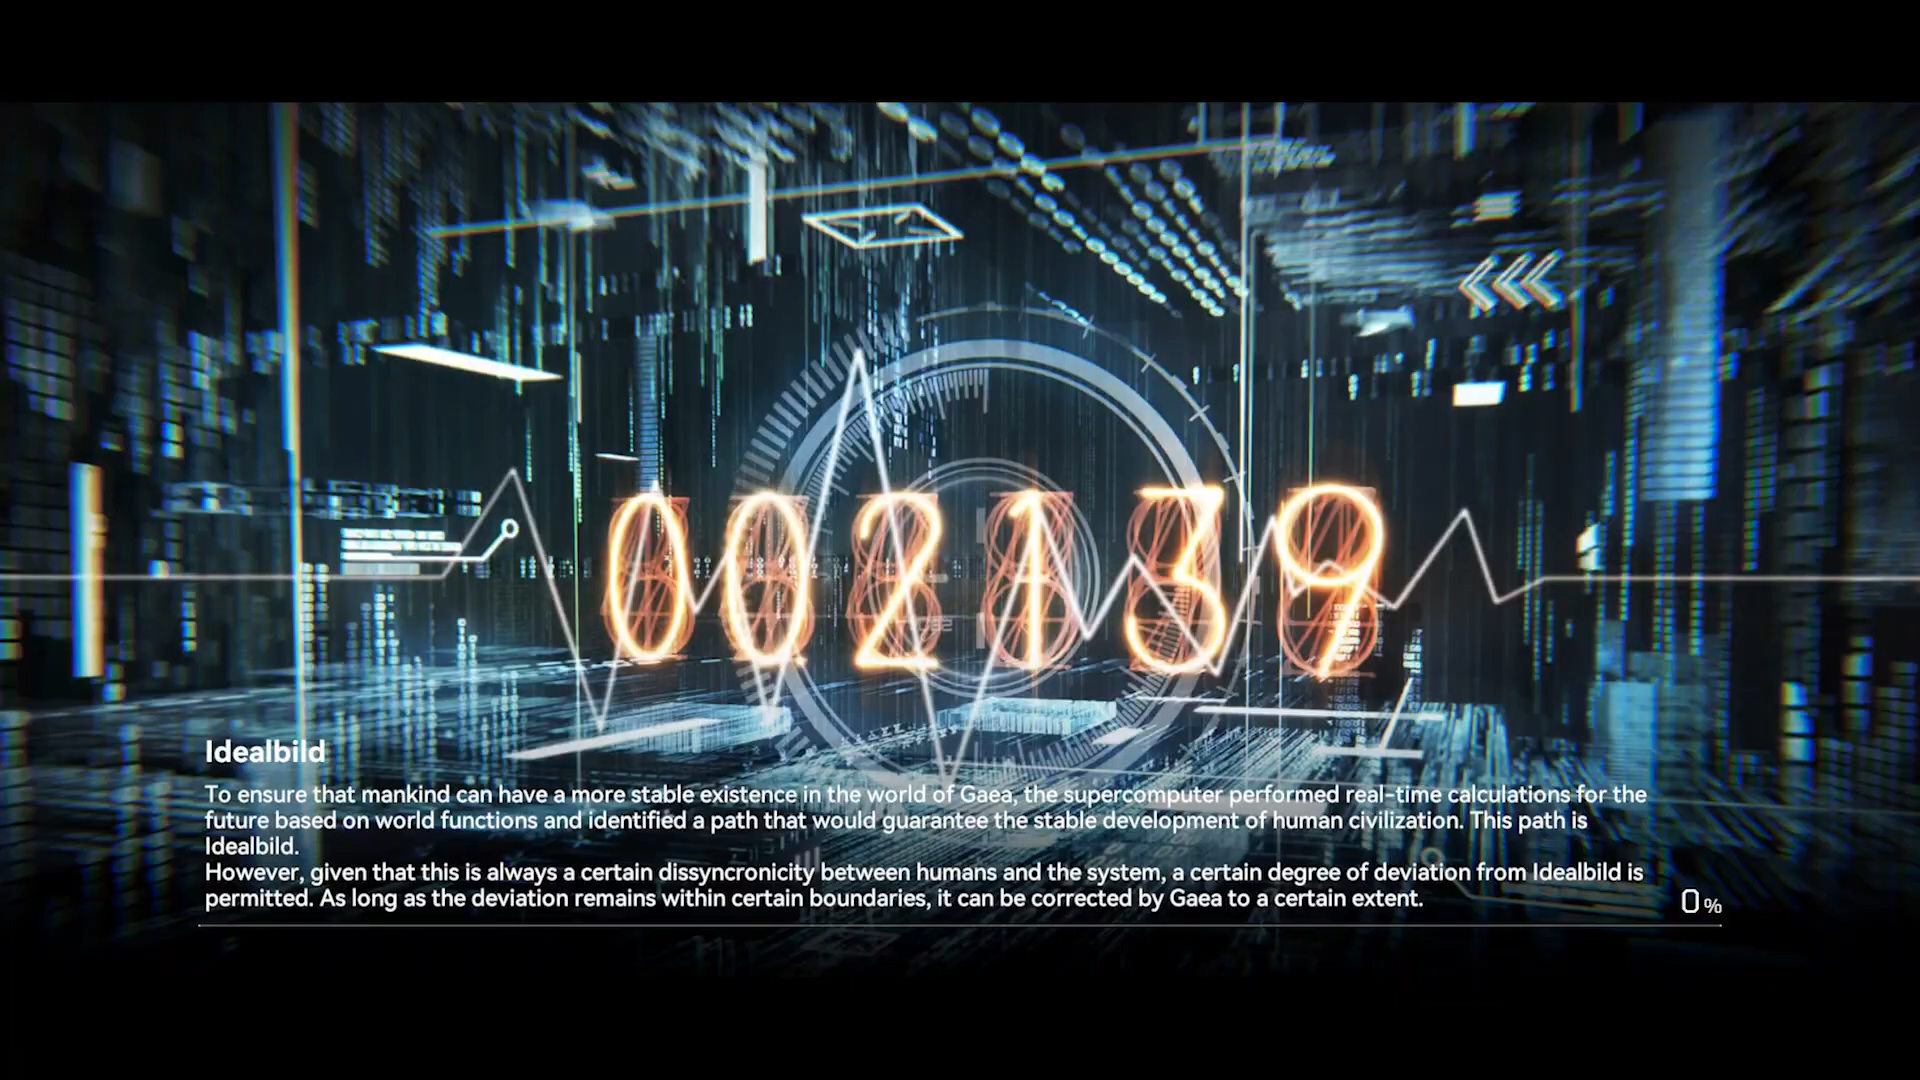 002139
Idealbild
To ensure that mankind can have a more stable existence in the world of Gaea, the supercomputer performed real-time calculations for the
future based on world functions and identified a path that would guarantee the stable development of human civilization. This path is
Idealbild.
However, given that this is always a certain dissyncronicity between humans and the system, a certain degree of deviation from Idealbild is
permitted. As long as the deviation remains within certain boundaries, it can be corrected by Gaea to a certain extent.
0%